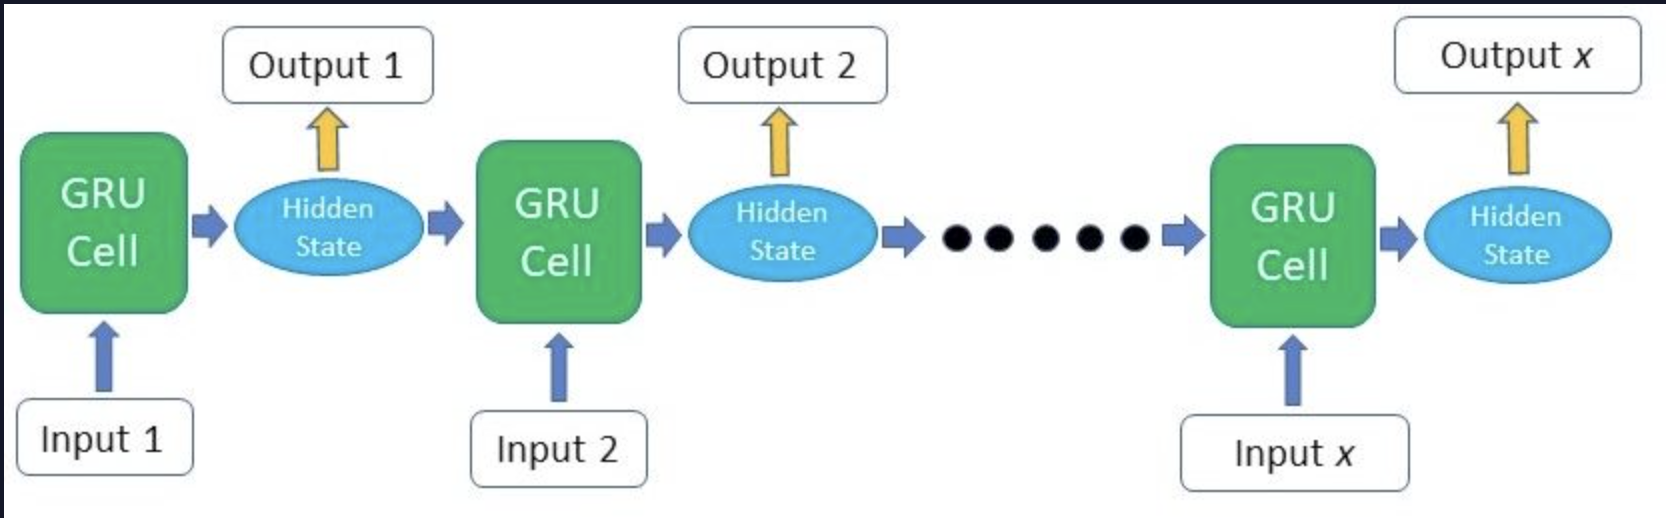 Output 1
Output 2
Output x
GRU
Cell
Hidden
State
GRU
Cell
Hidden
State
GRU
Cell
Hidden
State
Input 1
Input 2
Input x